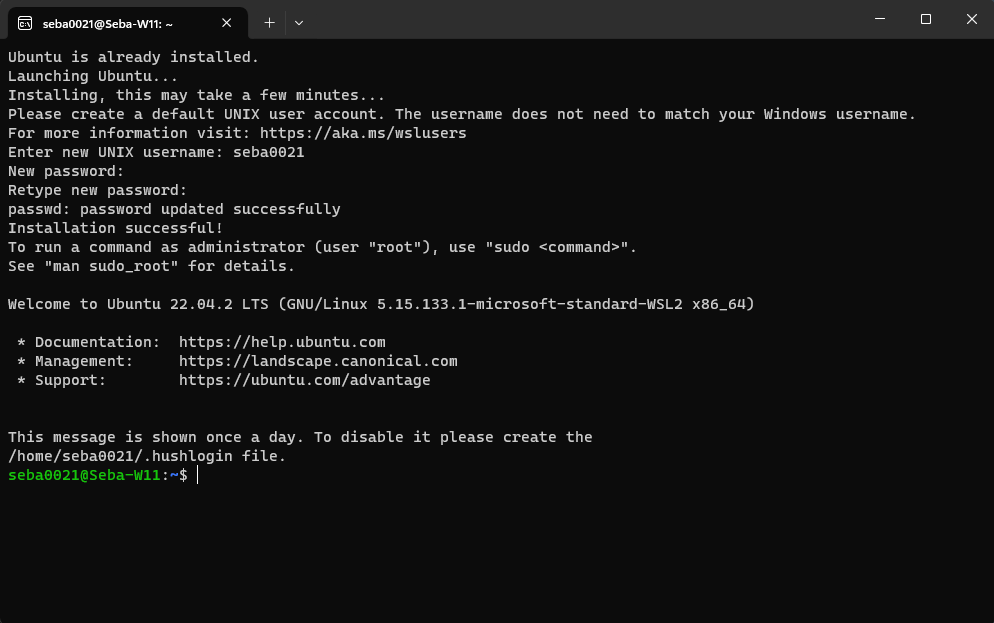 seba0021@Seba-W11: ~
Ubuntu is already installed.
Launching Ubuntu...
Installing, this may take a few minutes...
Please create a default UNIX user account. The username does not need to match your Windows username.
For more information visit: https://aka.ms/wslusers
Enter new UNIX username: seba0021
New password:
Retype new password:
passwd: password updated successfully
Installation successful!
To run a command as administrator (user "root"), use "sudo <command>".
See "man sudo_root" for details.
Welcome to Ubuntu 22.04.2 LTS (GNU/Linux 5.15.133.1-microsoft-standard-WSL2 x86_64)
* Documentation:  https://help.ubuntu.com
* Management:     https://landscape.canonical.com
* Support:        https://ubuntu.com/advantage
This message is shown once a day. To disable it please create the
/home/seba0021/.hushlogin file.
seba0021@Seba-W11:~$